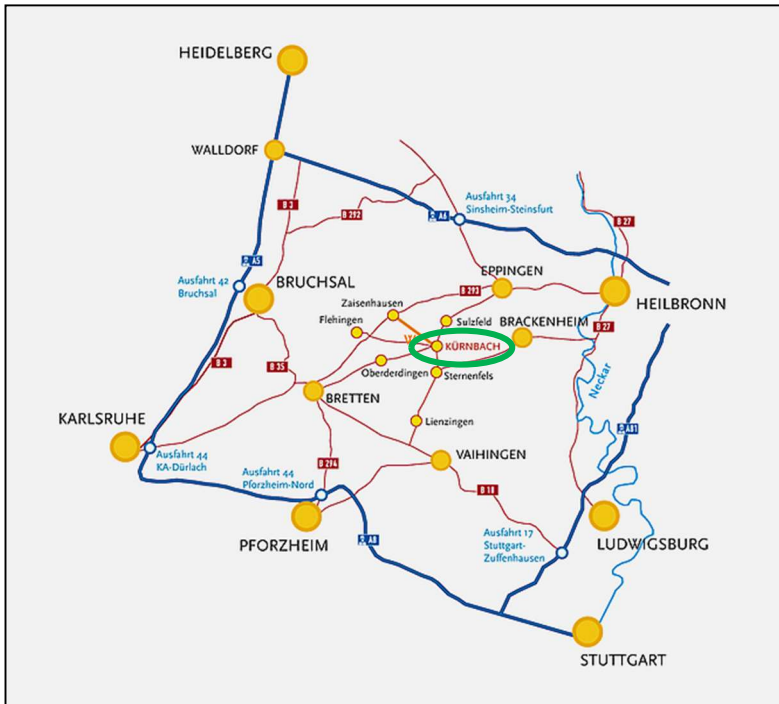 HEIDELBERG
WALLDORF
Ausfahrt 34
Sinsheim-Steinsfurt
B 3
B 292
A6
B 27
A5
Ausfahrt 42
Bruchsal
BRUCHSAL
EPPINGEN
B 293
HEILBRONN
Zaisenhausen
Flehingen
Sulzfeld
BRACKENHEIM
B 27
KÜRNBACH
B 3
B 35
Oberderdingen
Sternenfels
BRETTEN
Neckar
KARLSRUHE
Lienzingen
A81
Ausfahrt 44
KA-Dürlach
Ausfahrt 44
Pforzheim-Nord
B 294
VAIHINGEN
B 10
PFORZHEIM
A8
Ausfahrt 17
Stuttgart-
Zuffenhausen
LUDWIGSBURG
STUTTGART